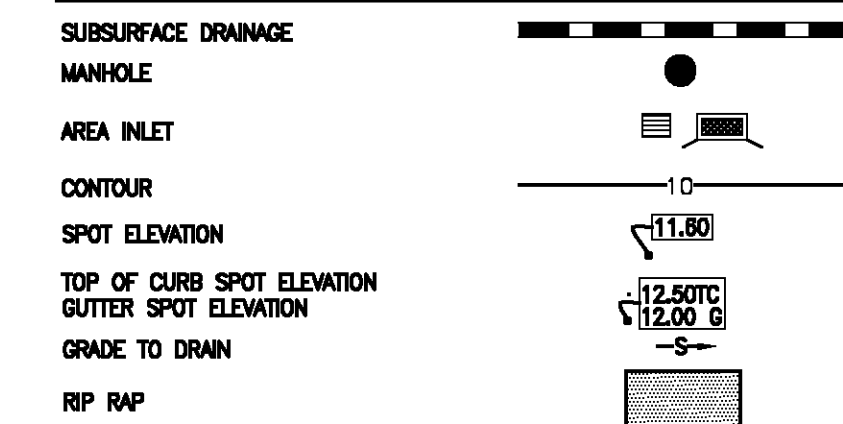 SUBSURFACE DRAINAGE
MANHOLE
AREA INLET
CONTOUR 10
SPOT ELEVATION 11.60
TOP OF CURB SPOT ELEVATION 12.50TC
GUTTER SPOT ELEVATION 12.00 G
GRADE TO DRAIN S
RIP RAP